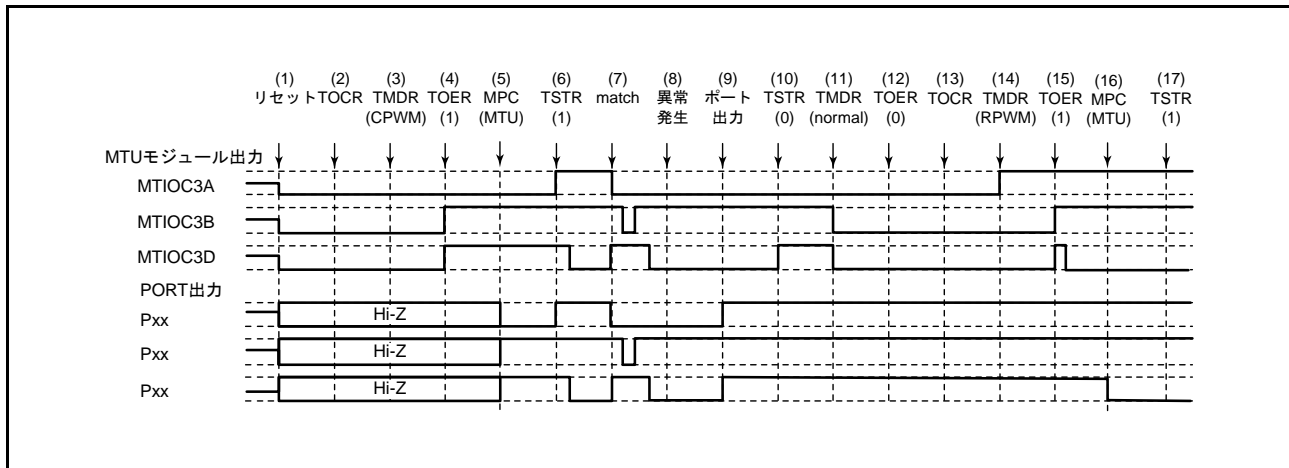 (1) (2) (3) (4) (5) (6) (7) (8) (9) (10) (11) (12) (13) (14) (15) (16) (17)
リセット TOCR TMDR TOER MPC TSTR match 異常 ポート TSTR TMDR TOER TOCR TMDR TOER MPC TSTR
(CPWM) (1) (MTU) (1) 発生 出力 (0) (normal) (0) (RPWM) (1) (MTU) (1)
MTUモジュール出力
MTIOC3A
MTIOC3B
MTIOC3D
PORT出力
Pxx Hi-Z
Pxx Hi-Z
Pxx Hi-Z